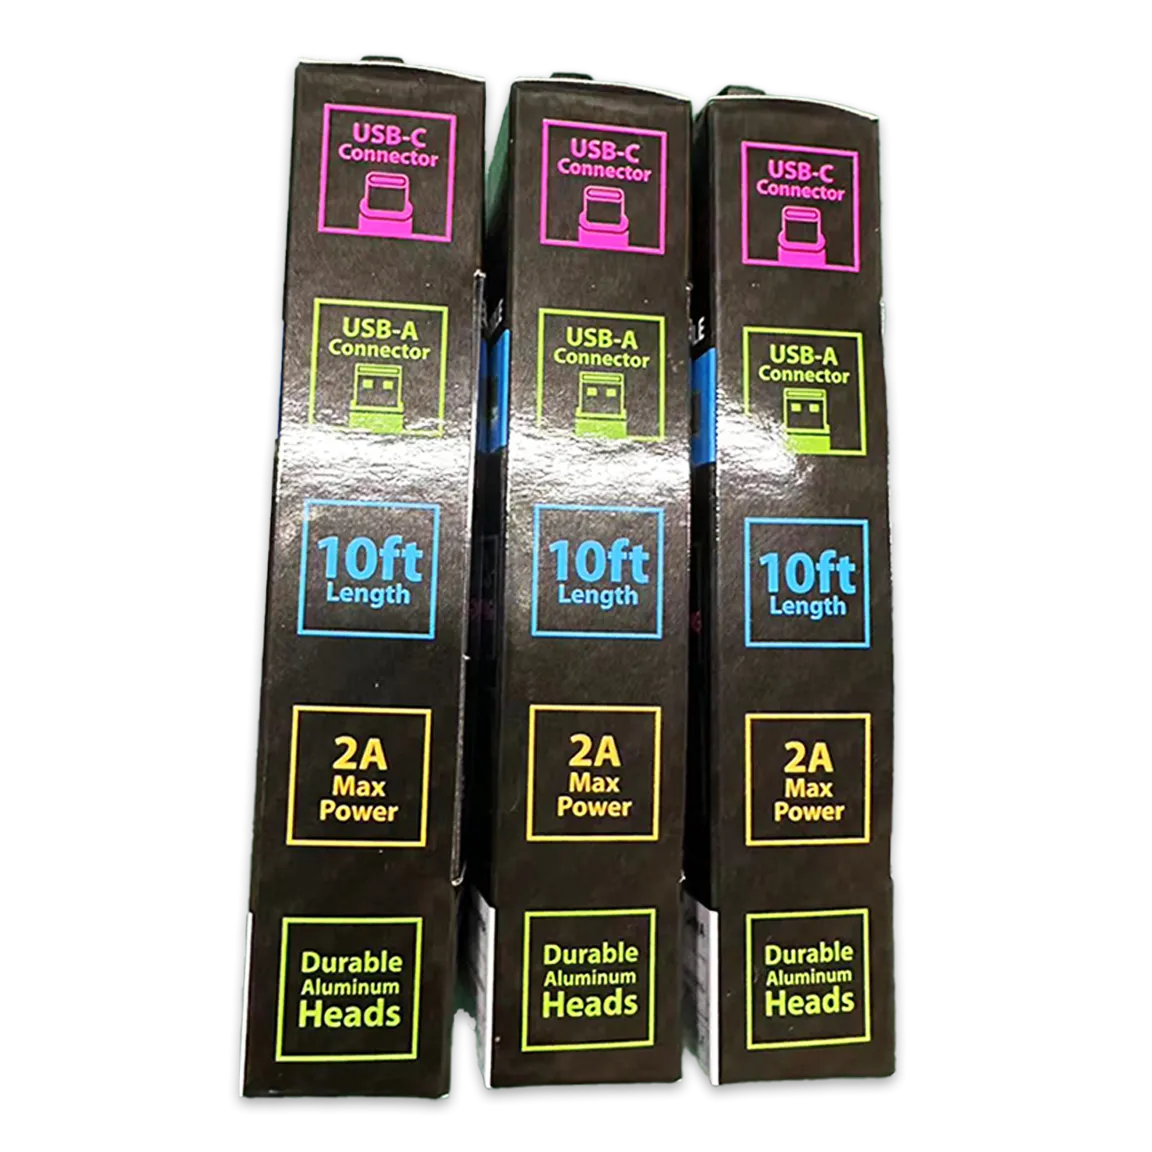 USB-C
Connector
USB-A
Connector
10ft
Length
2A
Max
Power
Durable
Aluminum
Heads
USB-C
Connector
USB-A
Connector
10ft
Length
2A
Max
Power
Durable
Aluminum
Heads
USB-C
Connector
USB-A
Connector
10ft
Length
2A
Max
Power
Durable
Aluminum
Heads